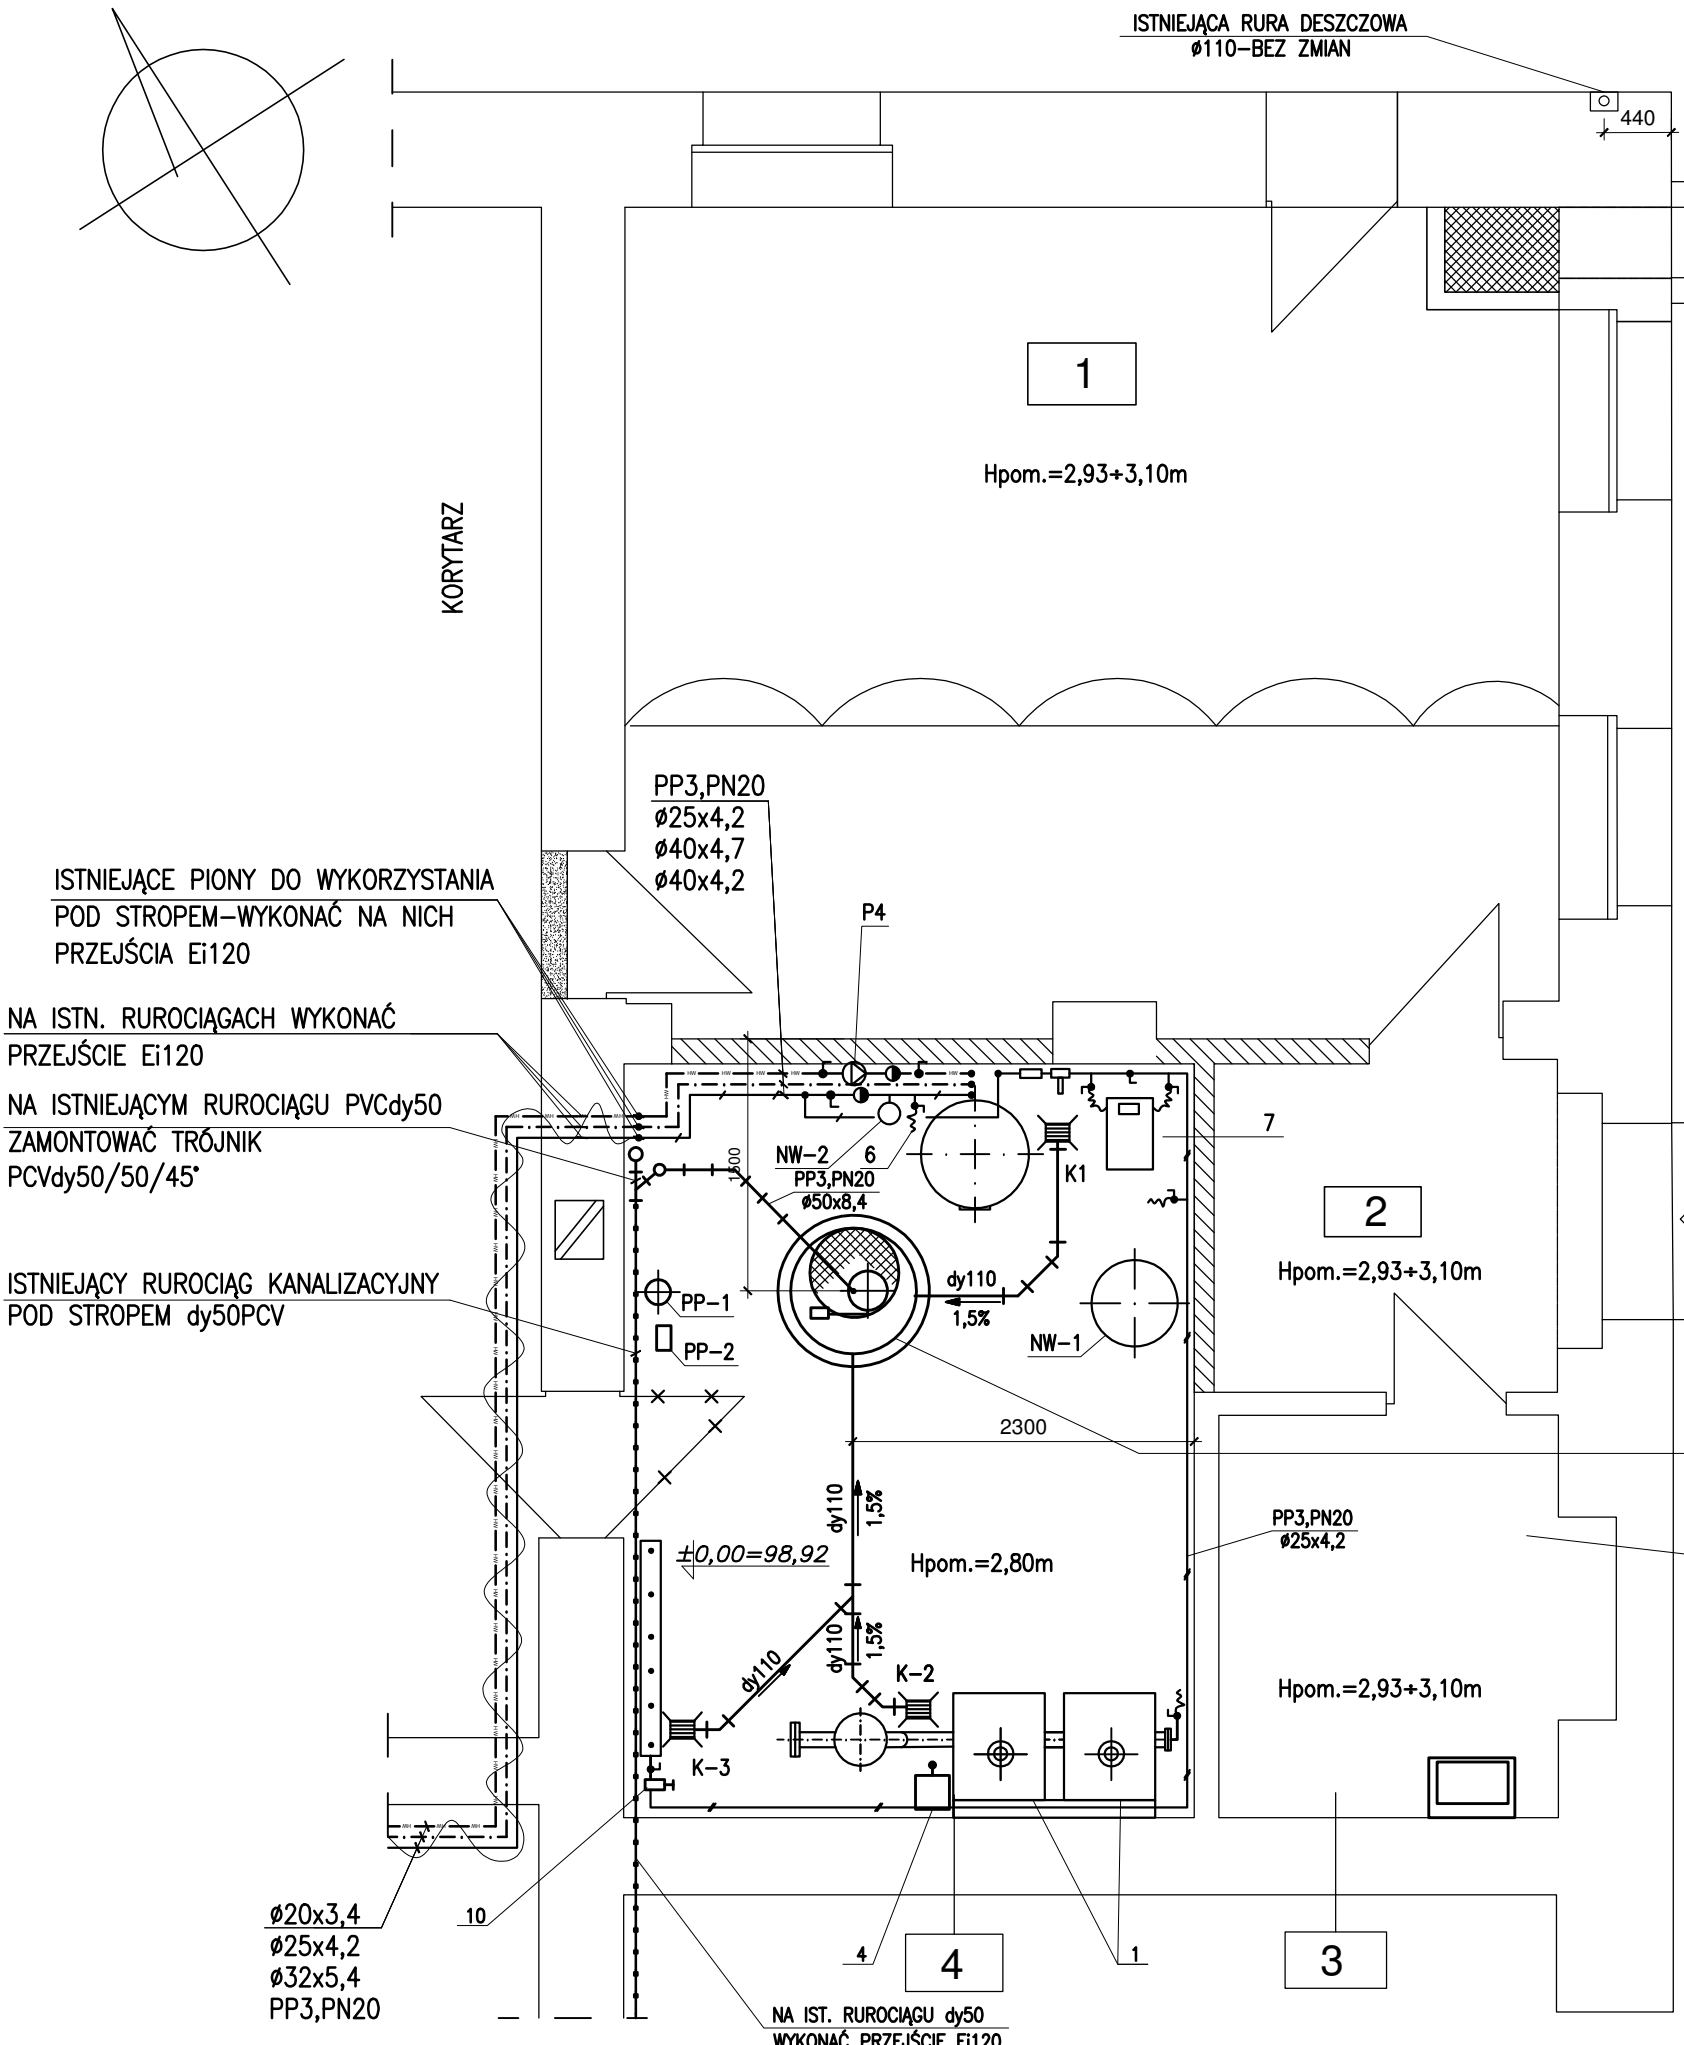 ISTNIEJĄCA RURA DESZCZOWA
ø110-BEZ ZMIAN
440
1
Hpom.=2,93÷3,10m
KORYTARZ
PP3,PN20
ø25x4,2
ø40x4,7
ø40x4,2
ISTNIEJĄCE PIONY DO WYKORZYSTANIA
POD STROPEM-WYKONAĆ NA NICH
PRZEJŚCIA Ei120
P4
NA ISTN. RUROCIĄGACH WYKONAĆ
PRZEJŚCIE Ei120
NA ISTNIEJĄCYM RUROCIĄGU PVCdy50
ZAMONTOWAĆ TRÓJNIK
PCVdy50/50/45°
7
NW-2
6
K1
1500
PP3,PN20
ø50x8,4
2
Hpom.=2,93÷3,10m
ISTNIEJĄCY RUROCIĄG KANALIZACYJNY
POD STROPEM dy50PCV
PP-1
dy110
1,5%
PP-2
NW-1
2300
dy110
1,5%
PP3,PN20
ø25x4,2
±0,00=98,92
Hpom.=2,80m
dy110
1,5%
dy110
K-2
Hpom.=2,93÷3,10m
K-3
ø20x3,4
ø25x4,2
ø32x5,4
PP3,PN20
10
4
4
1
3
NA IST. RUROCIĄGU dy50
WYKONAĆ PRZEJŚCIE Ei120